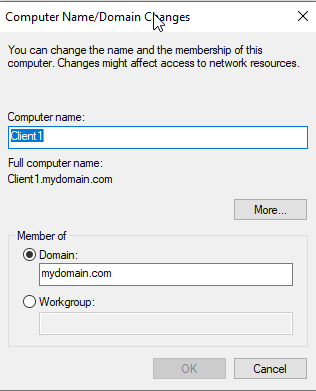 Computer Name/Domain Changes
You can change the name and the membership of this
computer. Changes might affect access to network resources.
Computer name:
Client1
Full computer name:
Client1.mydomain.com
More...
Member of
Domain:
mydomain.com
Workgroup:
OK
Cancel